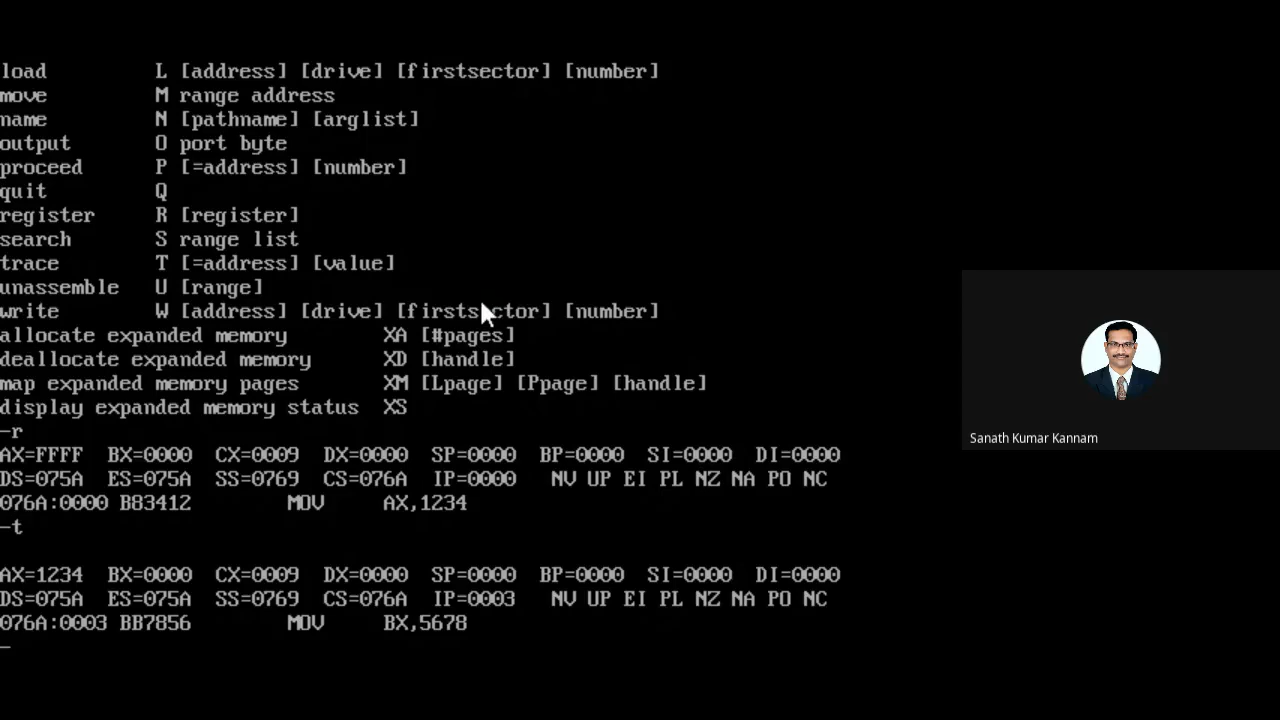 load         L [address] [drive] [firstsector] [number]
move         M range address
name         N [pathname] [arglist]
output       O port byte
proceed      P [=address] [number]
quit         Q
register     R [register]
search       S range list
trace        T [=address] [value]
unassemble   U [range]
write        W [address] [drive] [firstsector] [number]
allocate expanded memory        XA [#pages]
deallocate expanded memory      XD [handle]
map expanded memory pages       XM [Lpage] [Ppage] [handle]
display expanded memory status  XS
-r
AX=FFFF  BX=0000  CX=0009  DX=0000  SP=0000  BP=0000  SI=0000  DI=0000
DS=075A  ES=075A  SS=0769  CS=076A  IP=0000   NV UP EI PL NZ NA PO NC
076A:0000 B83412        MOV     AX,1234
-t
AX=1234  BX=0000  CX=0009  DX=0000  SP=0000  BP=0000  SI=0000  DI=0000
DS=075A  ES=075A  SS=0769  CS=076A  IP=0003   NV UP EI PL NZ NA PO NC
076A:0003 BB7856        MOV     BX,5678
-
Sanath Kumar Kannam